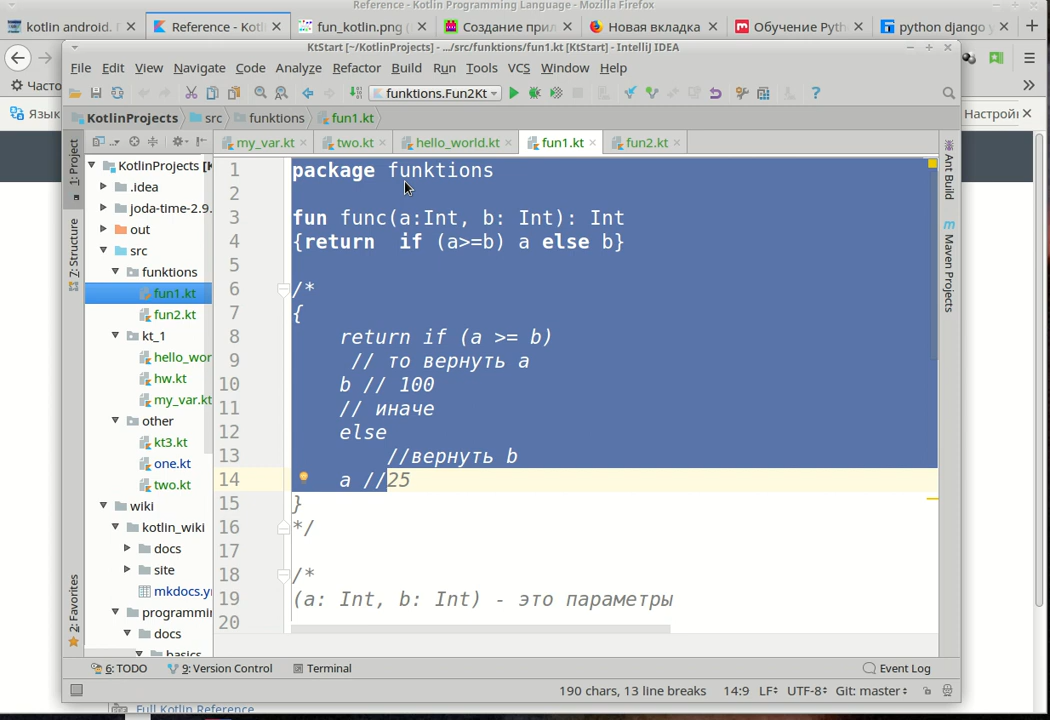 Reference - Kotlin Programming Language - Mozilla Firefox
kotlin android.
Reference - Kotl
fun_kotlin.png (
Создание прил
Новая вкладка
Обучение Pyth
python django
KtStart [~/KotlinProjects] - .../src/funktions/fun1.kt [KtStart] - IntelliJ IDEA
File Edit View Navigate Code Analyze Refactor Build Run Tools VCS Window Help
Часто
funktions.Fun2Kt
Язык
KotlinProjects src funktions fun1.kt
Настрой
my_var.kt two.kt hello_world.kt fun1.kt fun2.kt
1: Project
7: Structure
2: Favorites
KotlinProjects [K
.idea
joda-time-2.9.
out
src
funktions
fun1.kt
fun2.kt
kt_1
hello_wor
hw.kt
my_var.kt
other
kt3.kt
one.kt
two.kt
wiki
kotlin_wiki
docs
site
mkdocs.y
programmi
docs
basics
1 package funktions
2
3 fun func(a:Int, b: Int): Int
4 {return  if (a>=b) a else b}
5
6 /*
7 {
8     return if (a >= b)
9      // то вернуть a
10     b // 100
11     // иначе
12     else
13         //вернуть b
14     a //25
15 }
16 */
17
18 /*
19 (a: Int, b: Int) - это параметры
20
Ant Build
Maven Projects
6: TODO 9: Version Control Terminal Event Log
190 chars, 13 line breaks 14:9 LF UTF-8 Git: master
Full Kotlin Reference